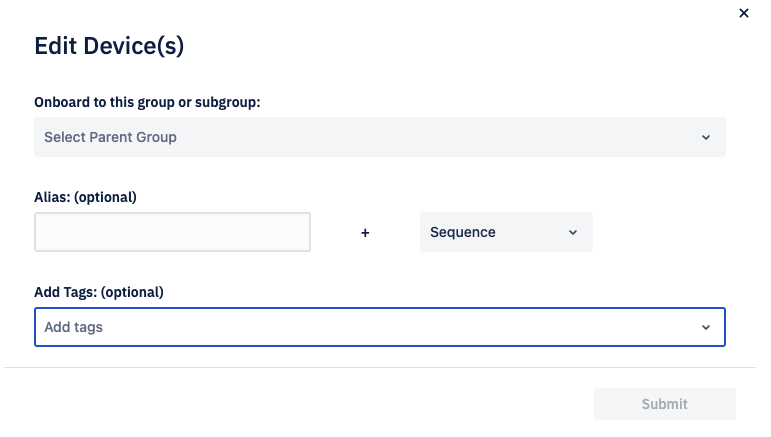 Edit Device(s)
Onboard to this group or subgroup:
Select Parent Group
Alias: (optional)
+ Sequence
Add Tags: (optional)
Add tags
Submit